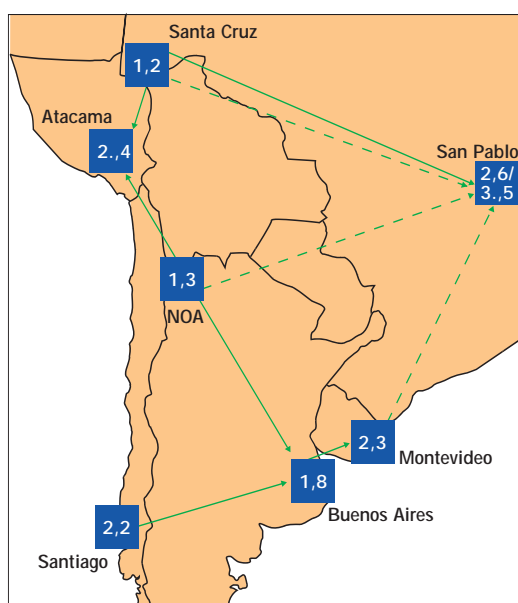 Santa Cruz
1,2
Atacama
2.,4
San Pablo
2,6/
3.,5
1,3
NOA
2,3
Montevideo
1,8
Buenos Aires
2,2
Santiago